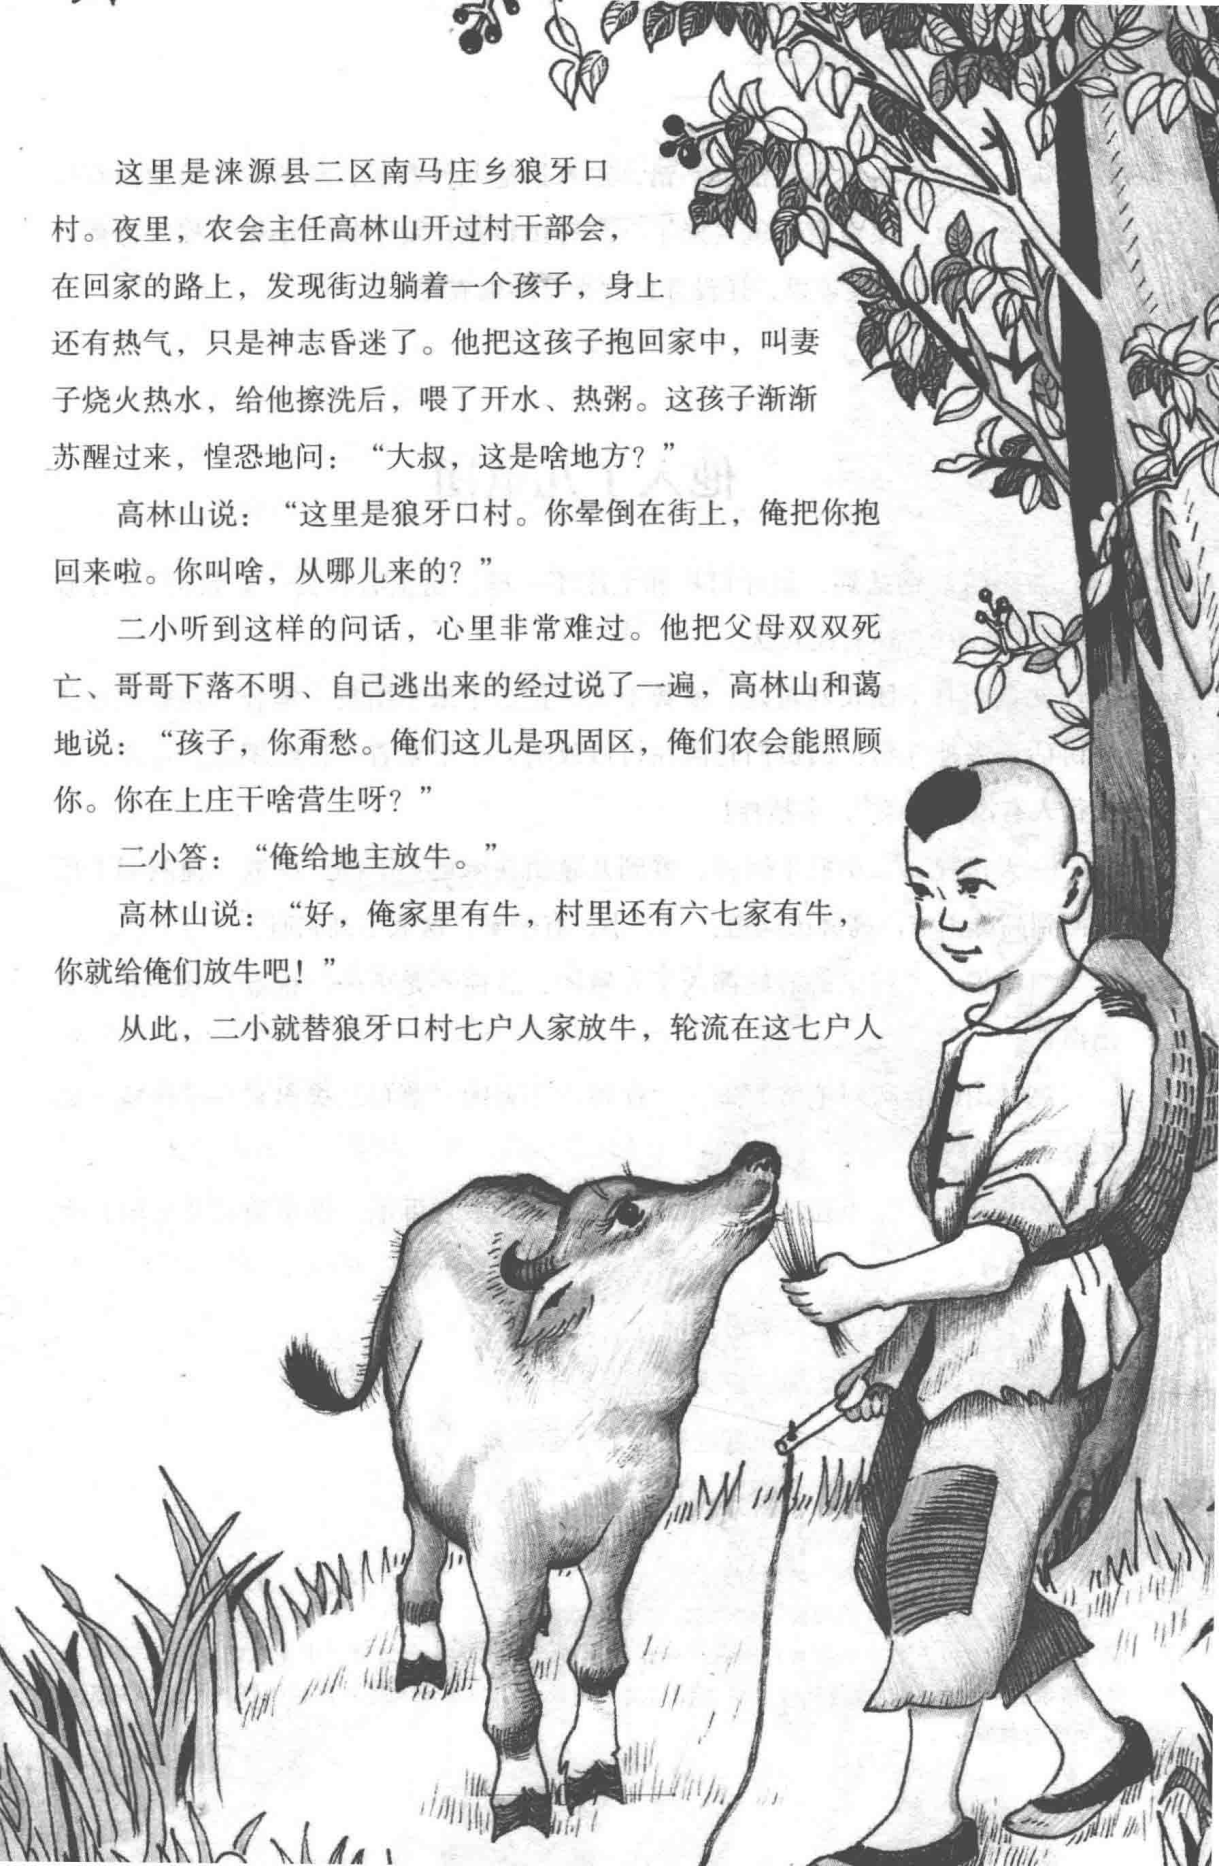 这里是涞源县二区南马庄乡狼牙口
村。夜里，农会主任高林山开过村干部会，
在回家的路上，发现街边躺着一个孩子，身上
还有热气，只是神志昏迷了。他把这孩子抱回家中，叫妻
子烧火热水，给他擦洗后，喂了开水、热粥。这孩子渐渐
苏醒过来，惶恐地问：“大叔，这是啥地方？”
高林山说：“这里是狼牙口村。你晕倒在街上，俺把你抱
回来啦。你叫啥，从哪儿来的？”
二小听到这样的问话，心里非常难过。他把父母双双死
亡、哥哥下落不明、自己逃出来的经过说了一遍，高林山和蔼
地说：“孩子，你甭愁。俺们这儿是巩固区，俺们农会能照顾
你。你在上庄干啥营生呀？”
二小答：“俺给地主放牛。”
高林山说：“好，俺家里有牛，村里还有六七家有牛，
你就给俺们放牛吧！”
从此，二小就替狼牙口村七户人家放牛，轮流在这七户人